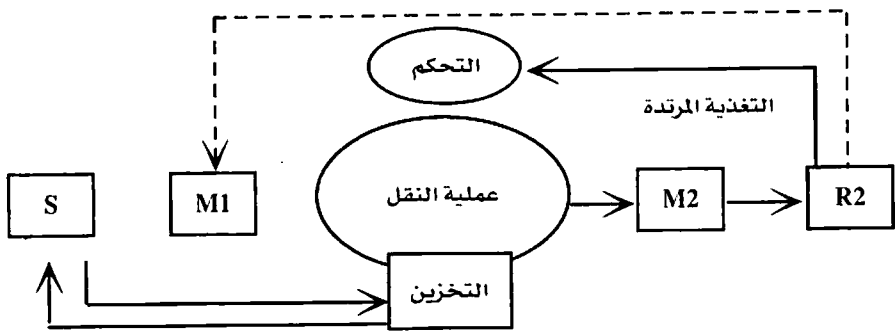 التحكم
التغذية المرتدة
S
M1
عملية النقل
M2
R2
التخزين